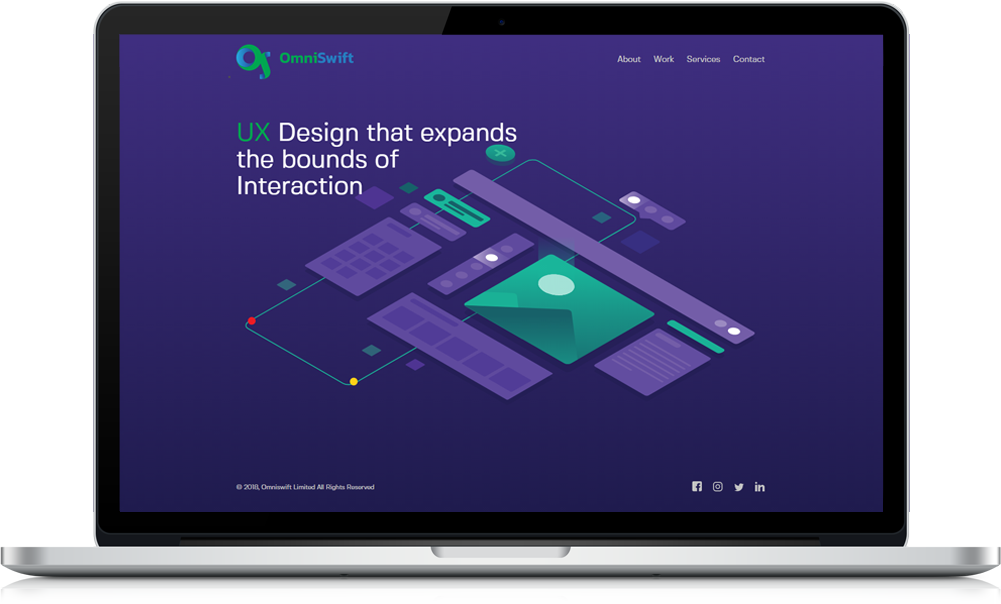 OmniSwift
About Work Services Contact
UX Design that expands
the bounds of
Interaction
© 2018, Omniswift Limited All Rights Reserved